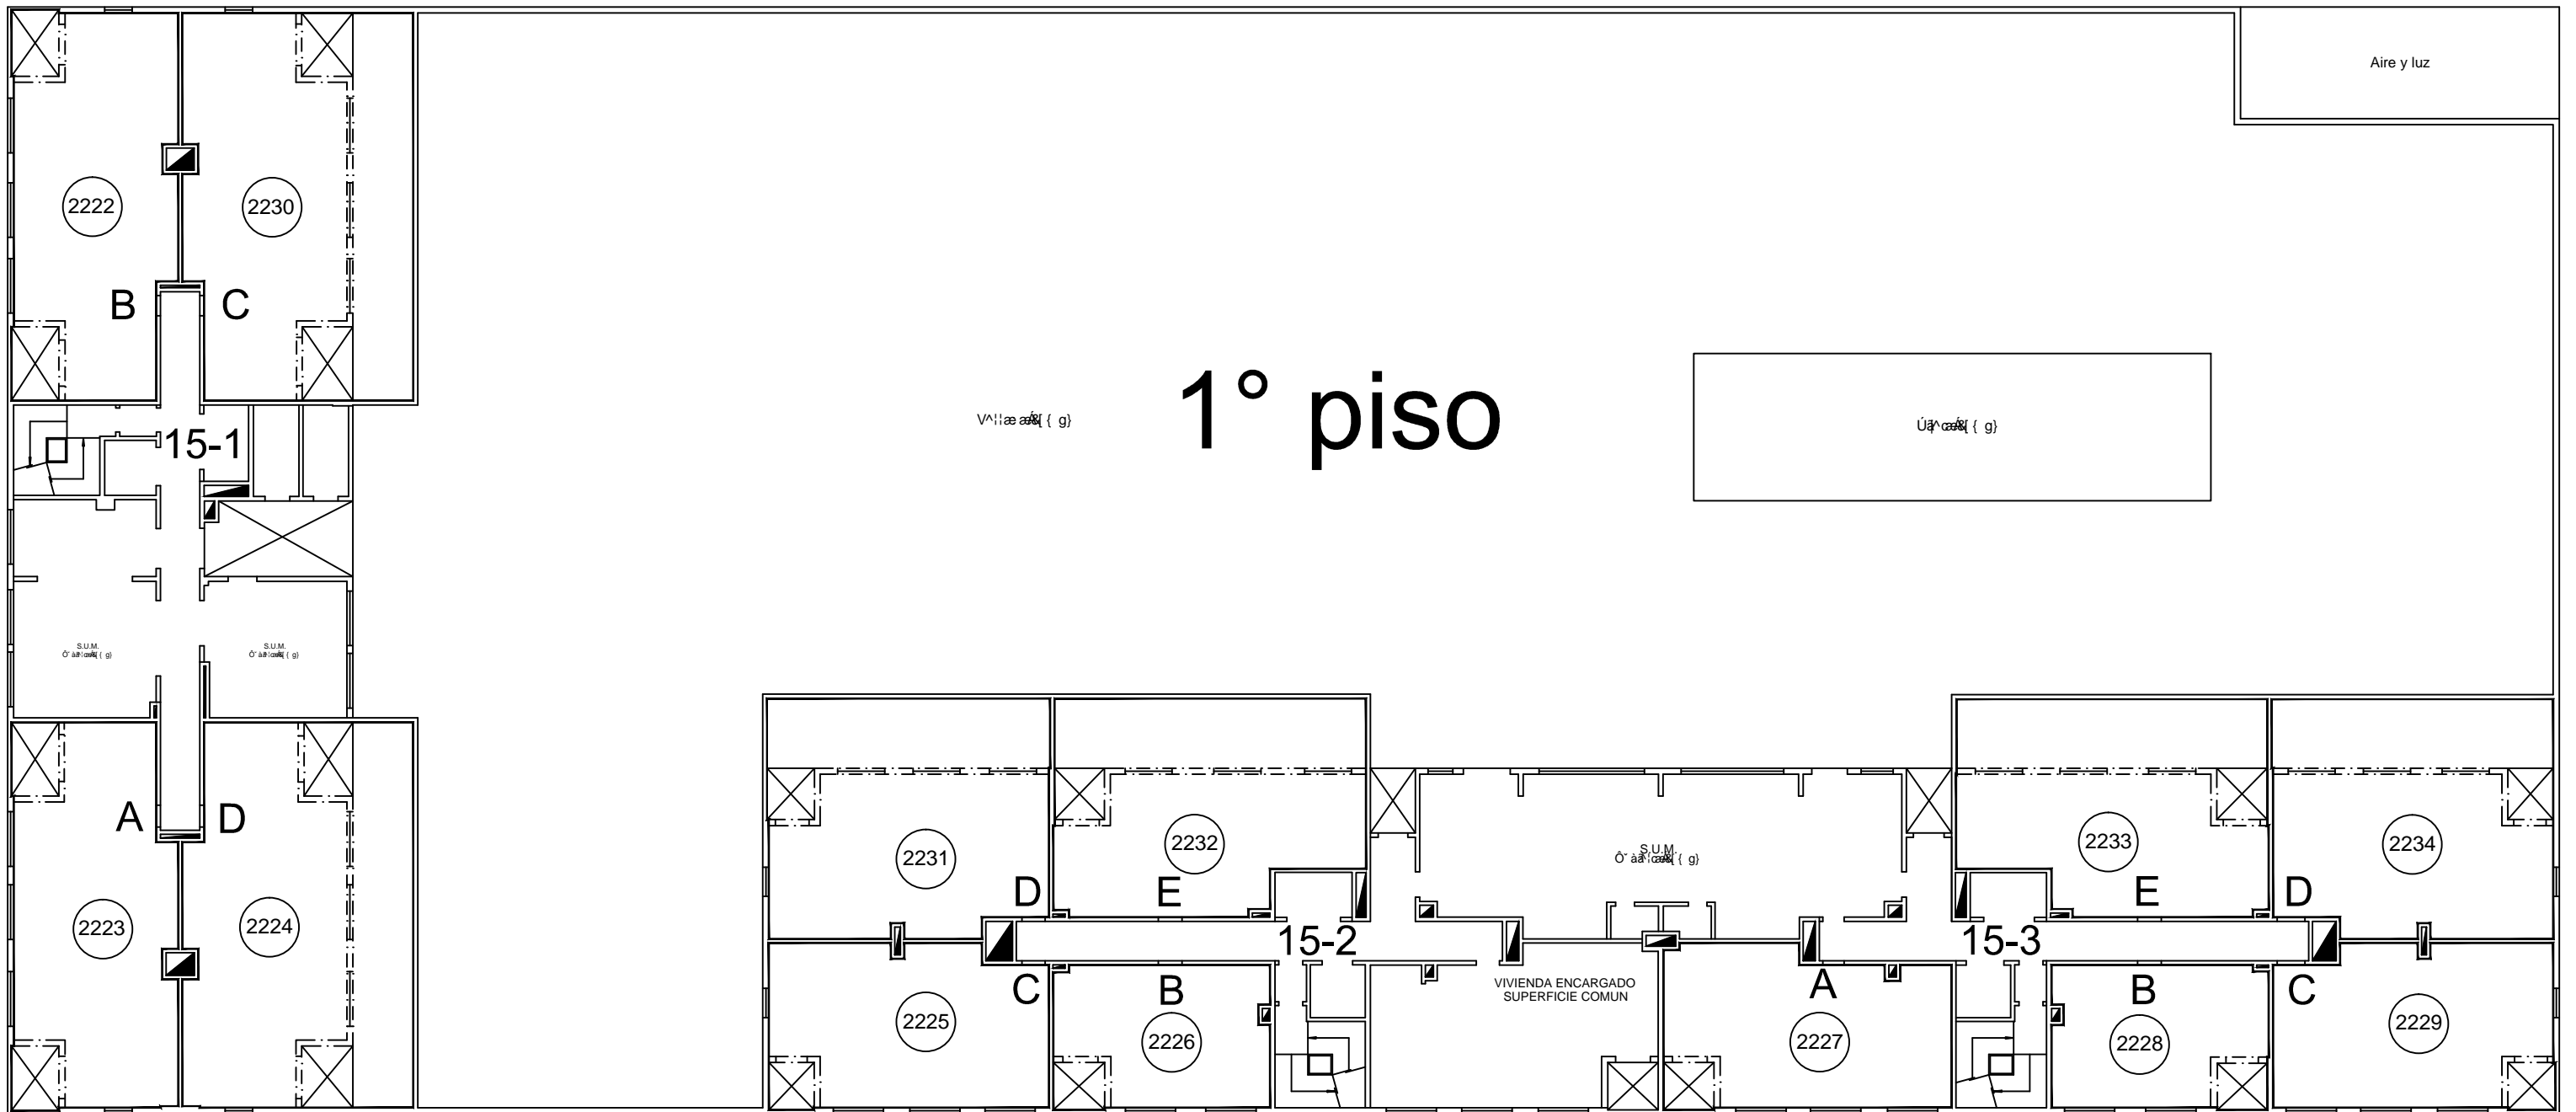 Aire y luz
2222
2230
B
C
1° piso
15-1
S.U.M.
S.U.M.
A
D
2223
2224
2231
2232
D
E
S.U.M.
2233
2234
E
D
15-2
15-3
C
B
VIVIENDA ENCARGADO
SUPERFICIE COMUN
A
B
C
2225
2226
2227
2228
2229